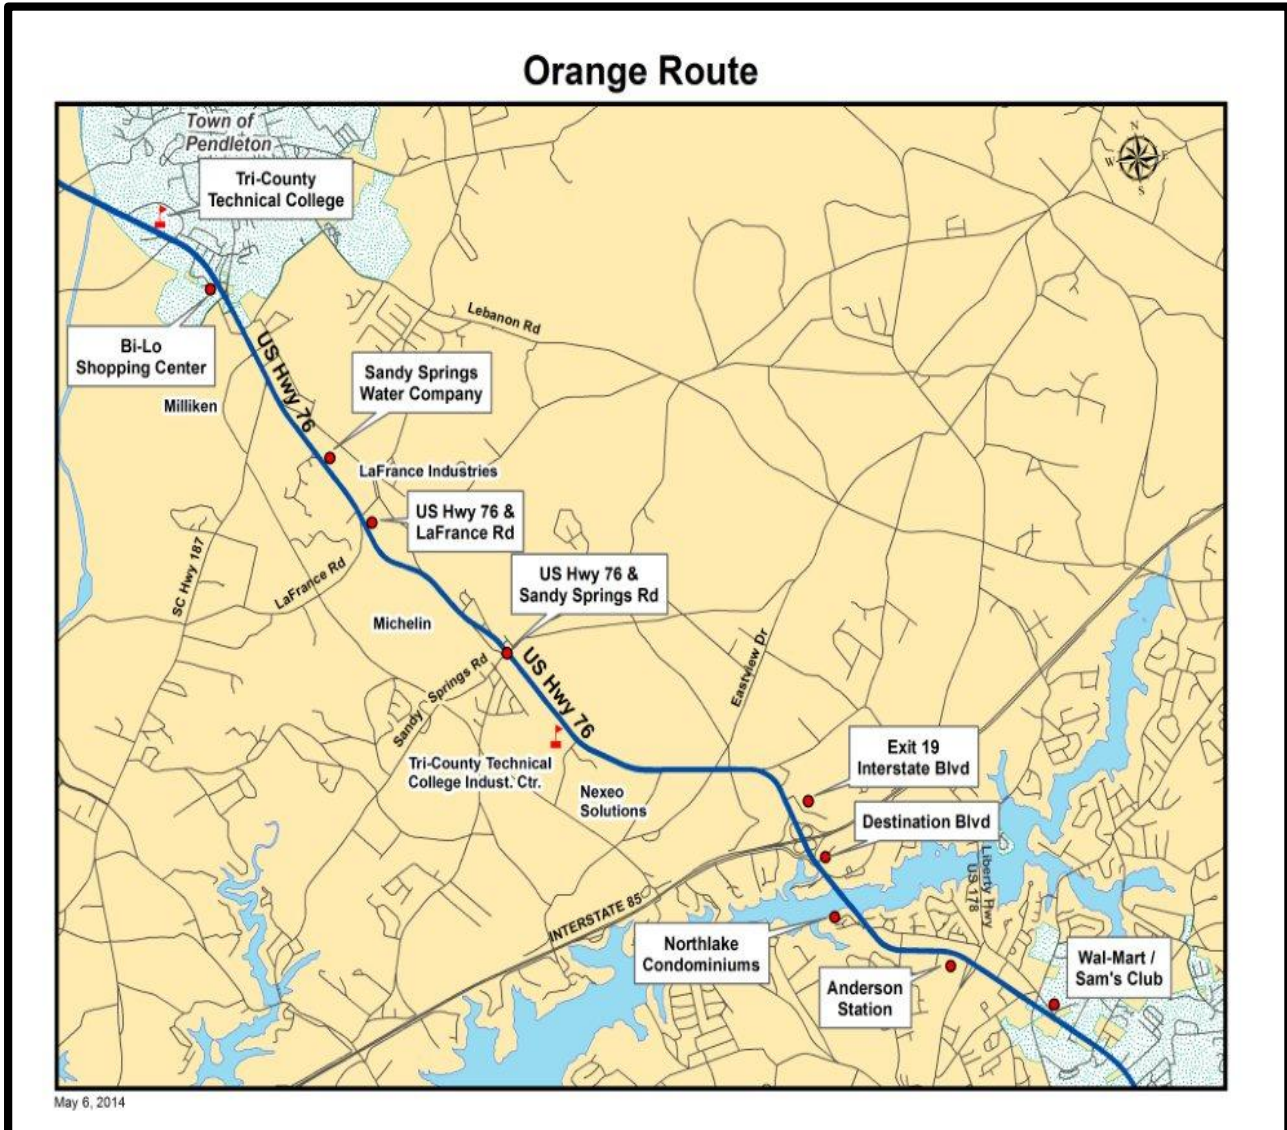 Orange Route
Town of
Pendleton
N
W
E
S
Tri-County
Technical College
Lebanon Rd
Bi-Lo
Shopping Center
US Hwy 76
Sandy Springs
Water Company
Milliken
LaFrance Industries
US Hwy 76 &
LaFrance Rd
SC Hwy 187
LaFrance Rd
US Hwy 76 &
Sandy Springs Rd
Michelin
US Hwy 76
Sandy Springs Rd
Eastview Dr
Tri-County Technical
College Indust. Ctr.
Nexeo
Solutions
Exit 19
Interstate Blvd
Destination Blvd
Liberty Hwy
US 178
INTERSTATE 85
Northlake
Condominiums
Anderson
Station
Wal-Mart /
Sam's Club
May 6, 2014